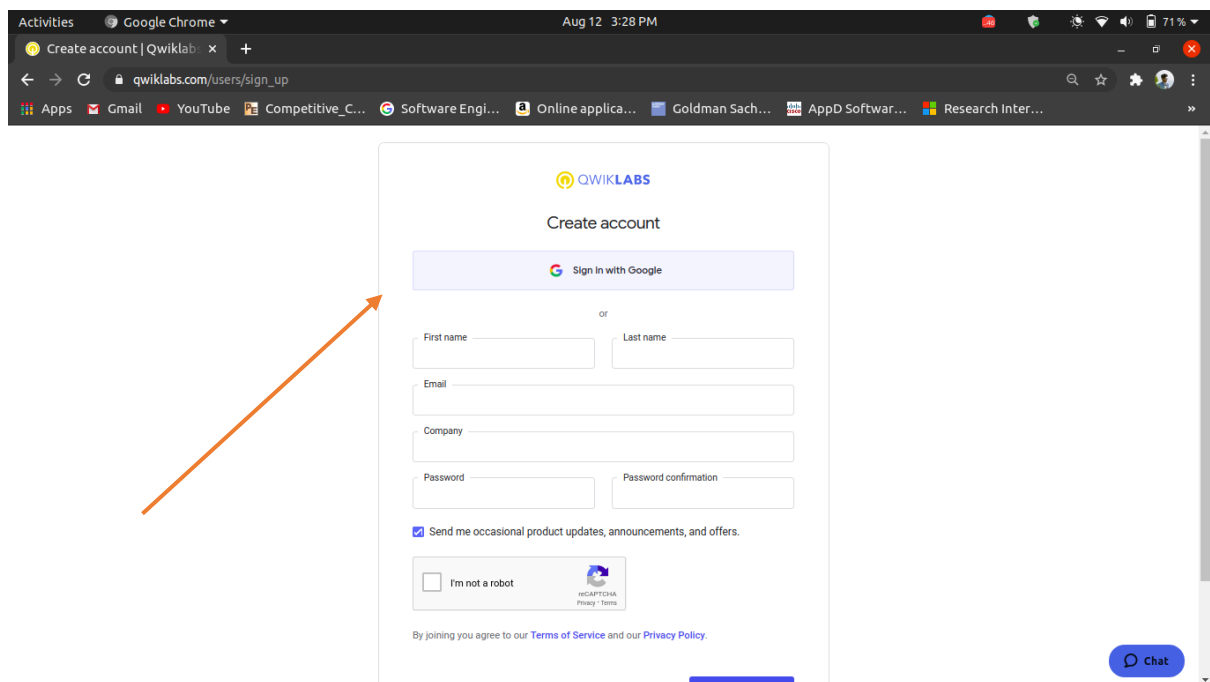 Activities Google Chrome Aug 12 3:28 PM 71 %
Create account | Qwiklabs
qwiklabs.com/users/sign_up
Apps Gmail YouTube Competitive_C... Software Engi... Online applica... Goldman Sach... AppD Softwar... Research Inter... »
QWIKLABS
Create account
Sign in with Google
or
First name Last name
Email
Company
Password Password confirmation
Send me occasional product updates, announcements, and offers.
I'm not a robot
reCAPTCHA
Privacy - Terms
By joining you agree to our Terms of Service and our Privacy Policy.
Chat